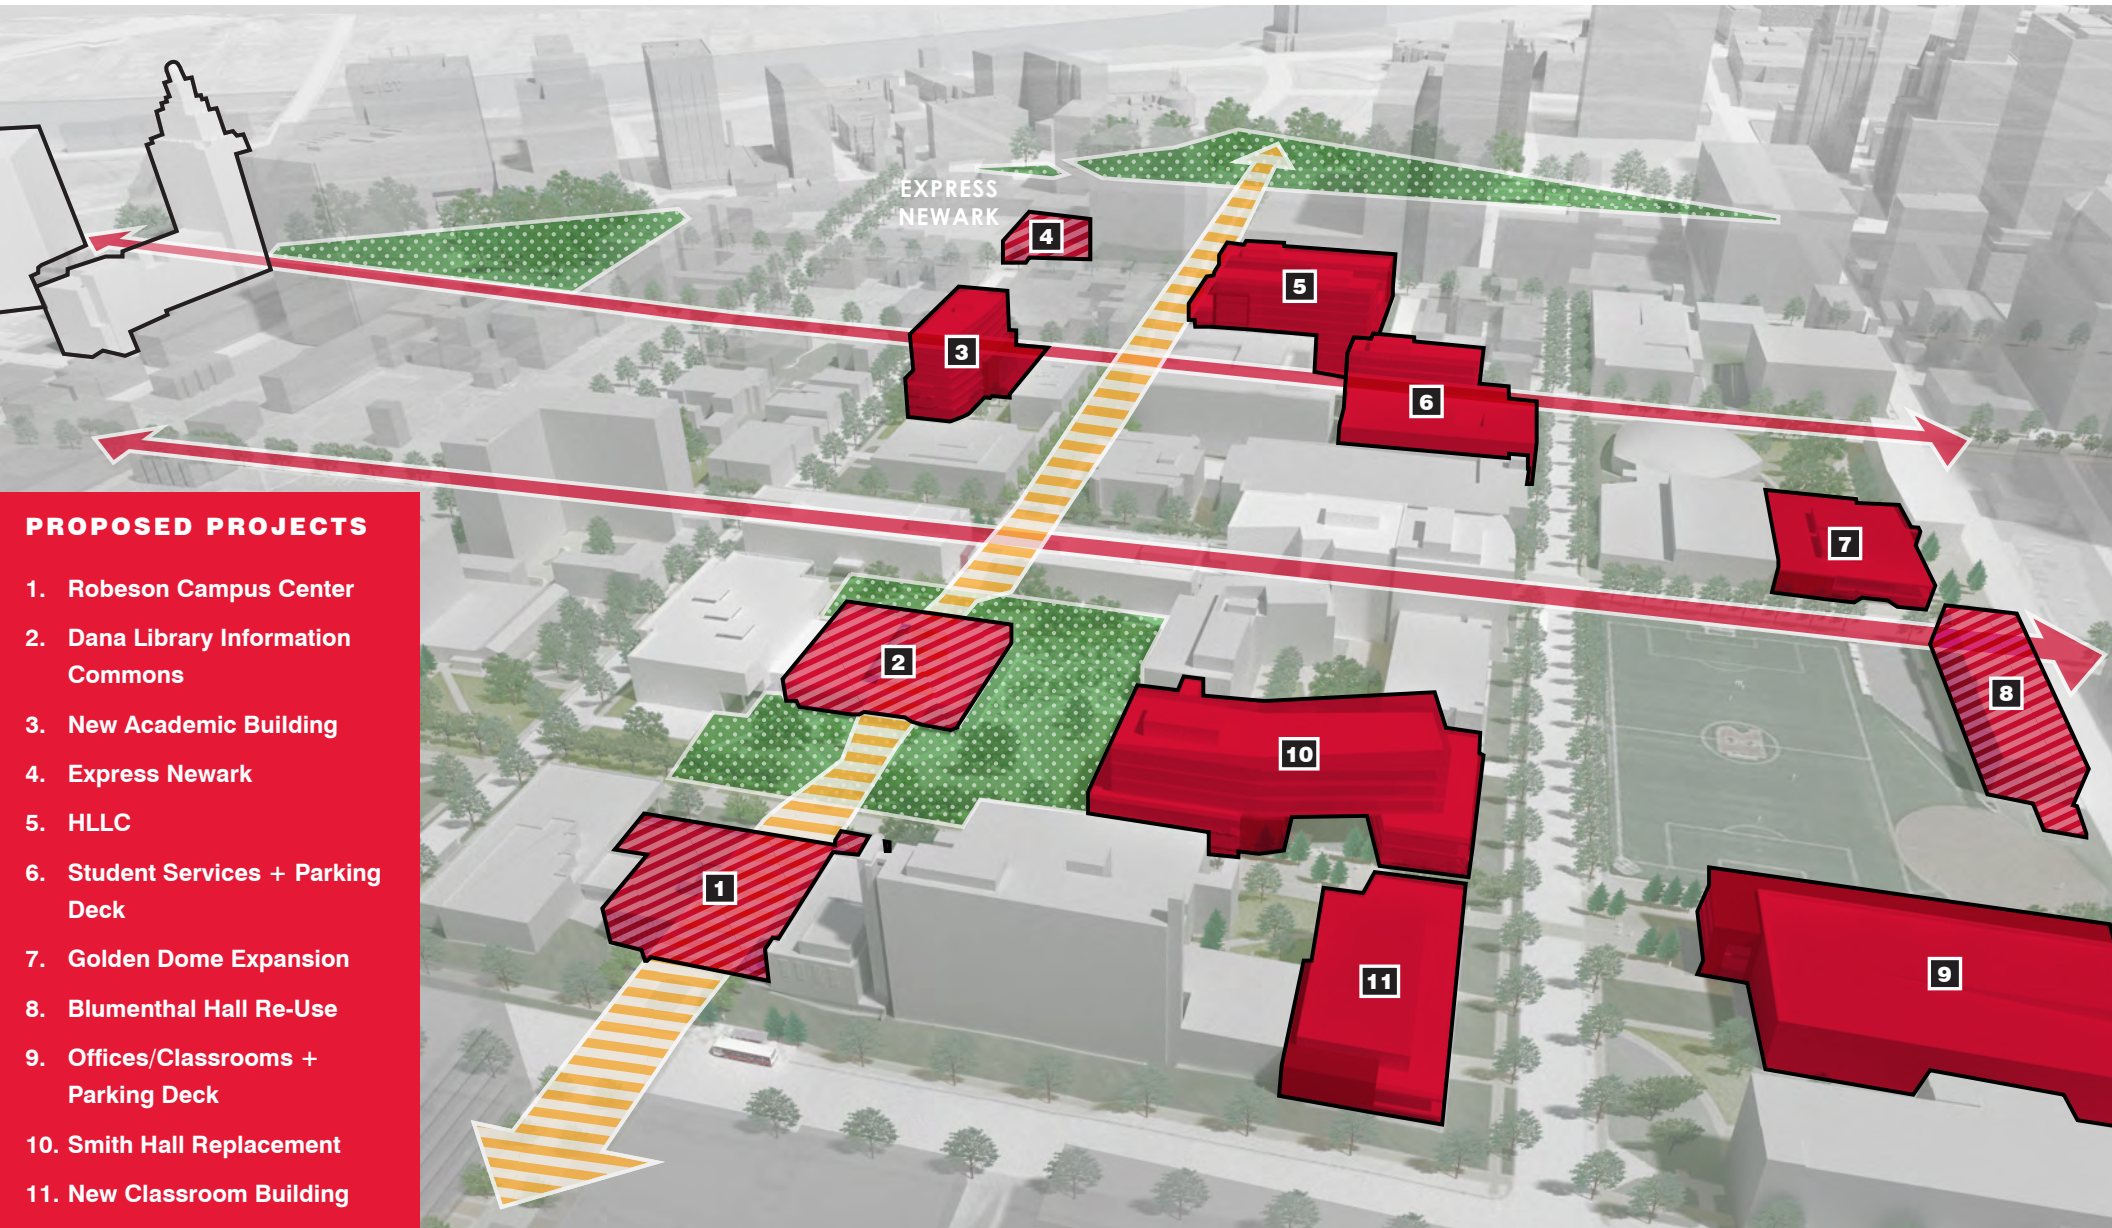 EXPRESS
NEWARK
4
5
3
6
7
2
8
10
1
9
11
PROPOSED PROJECTS
1. Robeson Campus Center
2. Dana Library Information
Commons
3. New Academic Building
4. Express Newark
5. HLLC
6. Student Services + Parking
Deck
7. Golden Dome Expansion
8. Blumenthal Hall Re-Use
9. Offices/Classrooms +
Parking Deck
10. Smith Hall Replacement
11. New Classroom Building